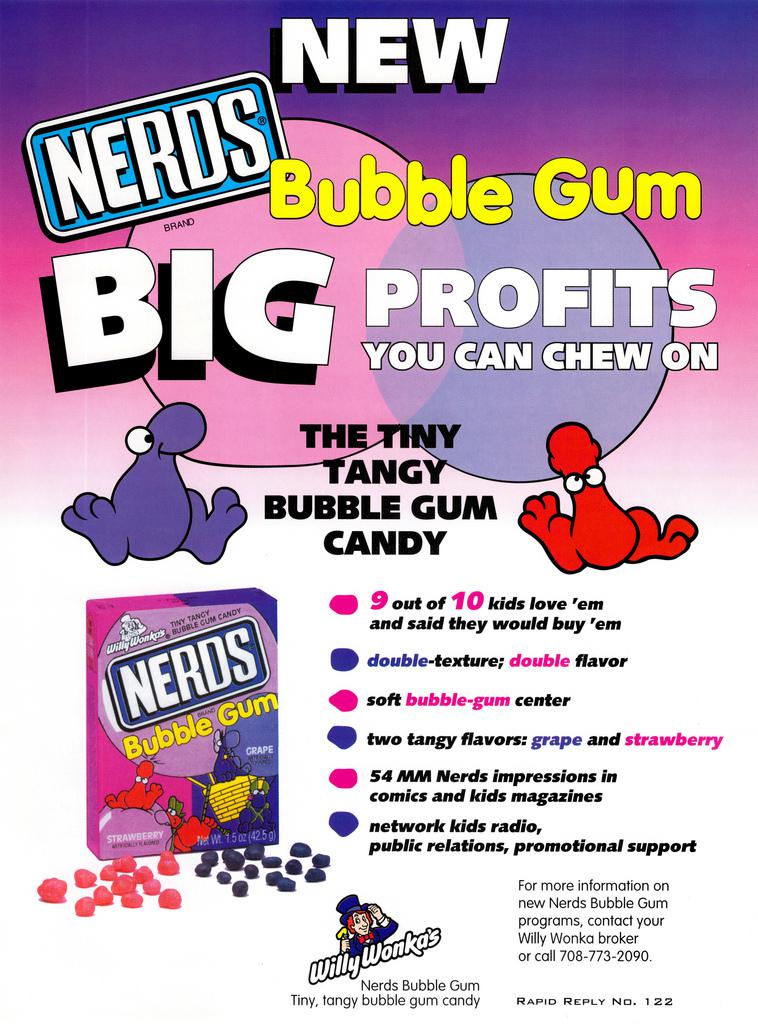 NEW
NERDS®
BRAND
Bubble Gum
BIG PROFITS
YOU CAN CHEW ON
THE TINY
TANGY
BUBBLE GUM
CANDY
Willy Wonka's
TINY TANGY
BUBBLE GUM CANDY
NERDS
BRAND
Bubble Gum
GRAPE
ARTIFICIALLY FLAVORED
STRAWBERRY
ARTIFICIALLY FLAVORED
Net Wt. 1.5 oz (42.5 g)
9 out of 10 kids love 'em
and said they would buy 'em
double-texture; double flavor
soft bubble-gum center
two tangy flavors: grape and strawberry
54 MM Nerds impressions in
comics and kids magazines
network kids radio,
public relations, promotional support
Willy Wonka's
Nerds Bubble Gum
Tiny, tangy bubble gum candy
For more information on
new Nerds Bubble Gum
programs, contact your
Willy Wonka broker
or call 708-773-2090.
RAPID REPLY NO. 122